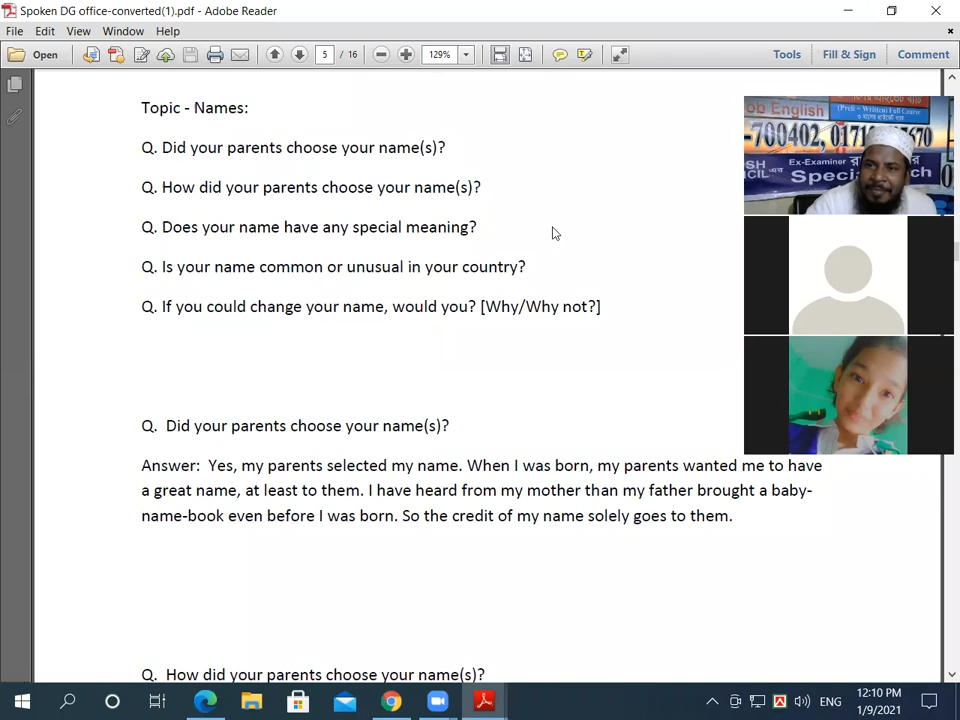 Spoken DG office-converted(1).pdf - Adobe Reader
File Edit View Window Help
Open 5 / 16 129% Tools Fill & Sign Comment
Topic - Names:
Q. Did your parents choose your name(s)?
Q. How did your parents choose your name(s)?
Q. Does your name have any special meaning?
Q. Is your name common or unusual in your country?
Q. If you could change your name, would you? [Why/Why not?]
English
(Preli - Written) Full Course
-700402, 0171
Ex-Examiner
Q. Did your parents choose your name(s)?
Answer: Yes, my parents selected my name. When I was born, my parents wanted me to have
a great name, at least to them. I have heard from my mother than my father brought a baby-
name-book even before I was born. So the credit of my name solely goes to them.
Q. How did your parents choose your name(s)?
ENG
12:10 PM
1/9/2021